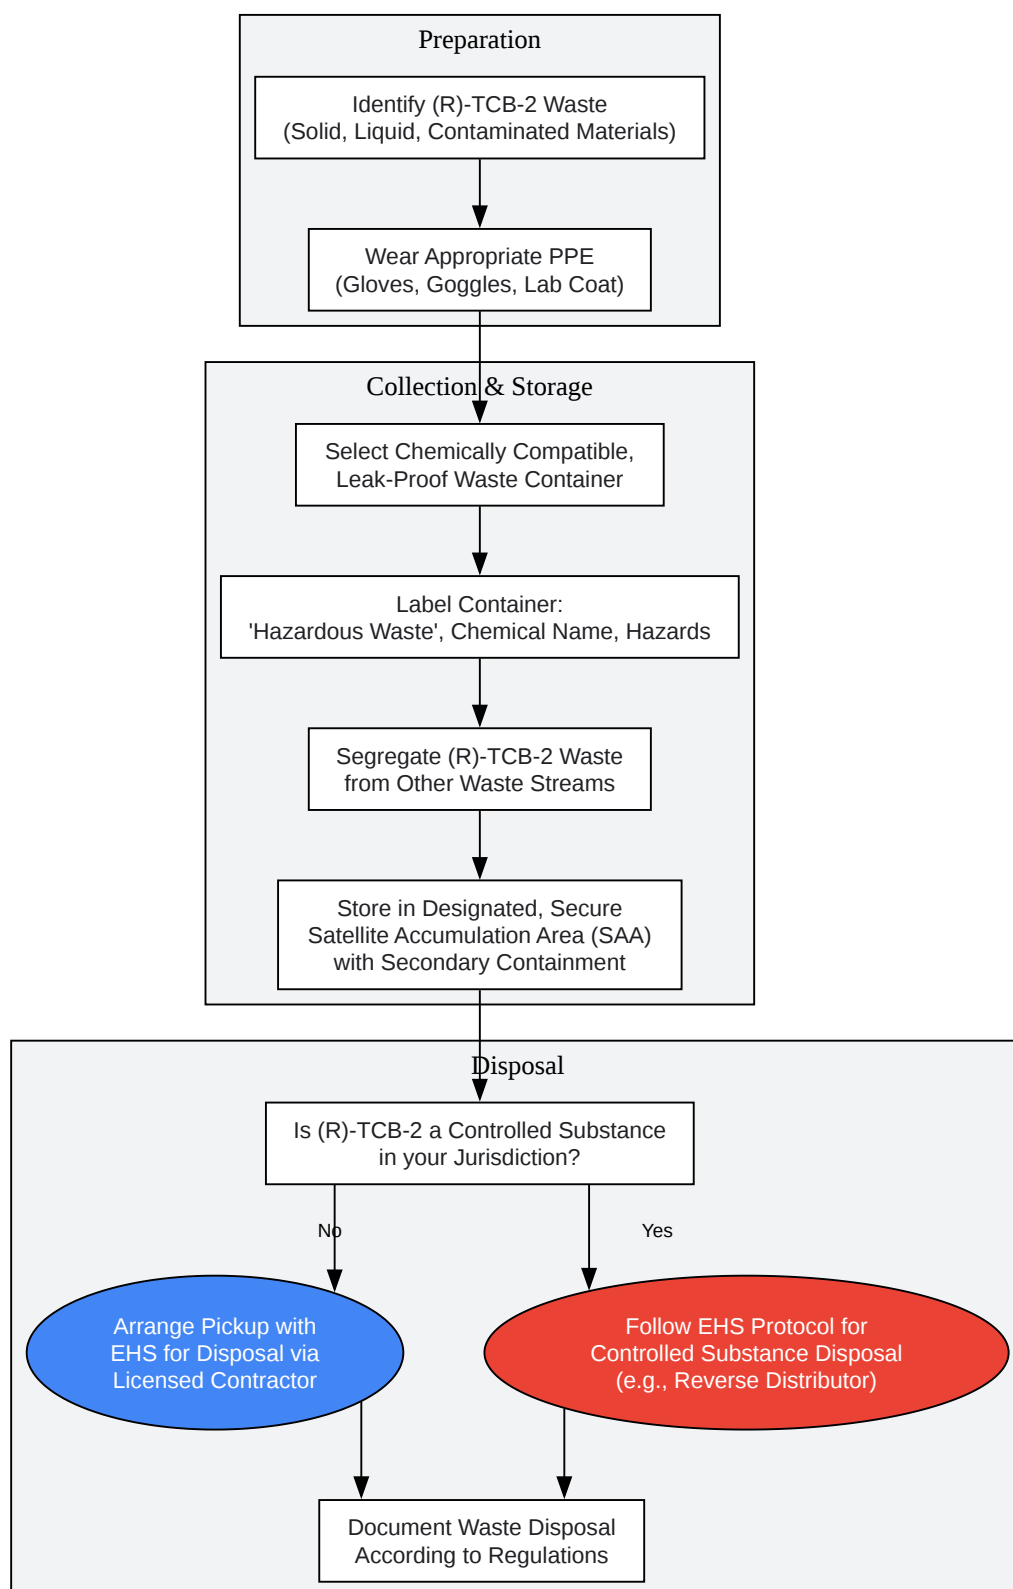 Preparation
Identify (R)-TCB-2 Waste
(Solid, Liquid, Contaminated Materials)
Wear Appropriate PPE
(Gloves, Goggles, Lab Coat)
Collection & Storage
Select Chemically Compatible,
Leak-Proof Waste Container
Label Container:
'Hazardous Waste', Chemical Name, Hazards
Segregate (R)-TCB-2 Waste
from Other Waste Streams
Store in Designated, Secure
Satellite Accumulation Area (SAA)
with Secondary Containment
Disposal
Is (R)-TCB-2 a Controlled Substance
in your Jurisdiction?
No
Yes
Arrange Pickup with
EHS for Disposal via
Licensed Contractor
Follow EHS Protocol for
Controlled Substance Disposal
(e.g., Reverse Distributor)
Document Waste Disposal
According to Regulations